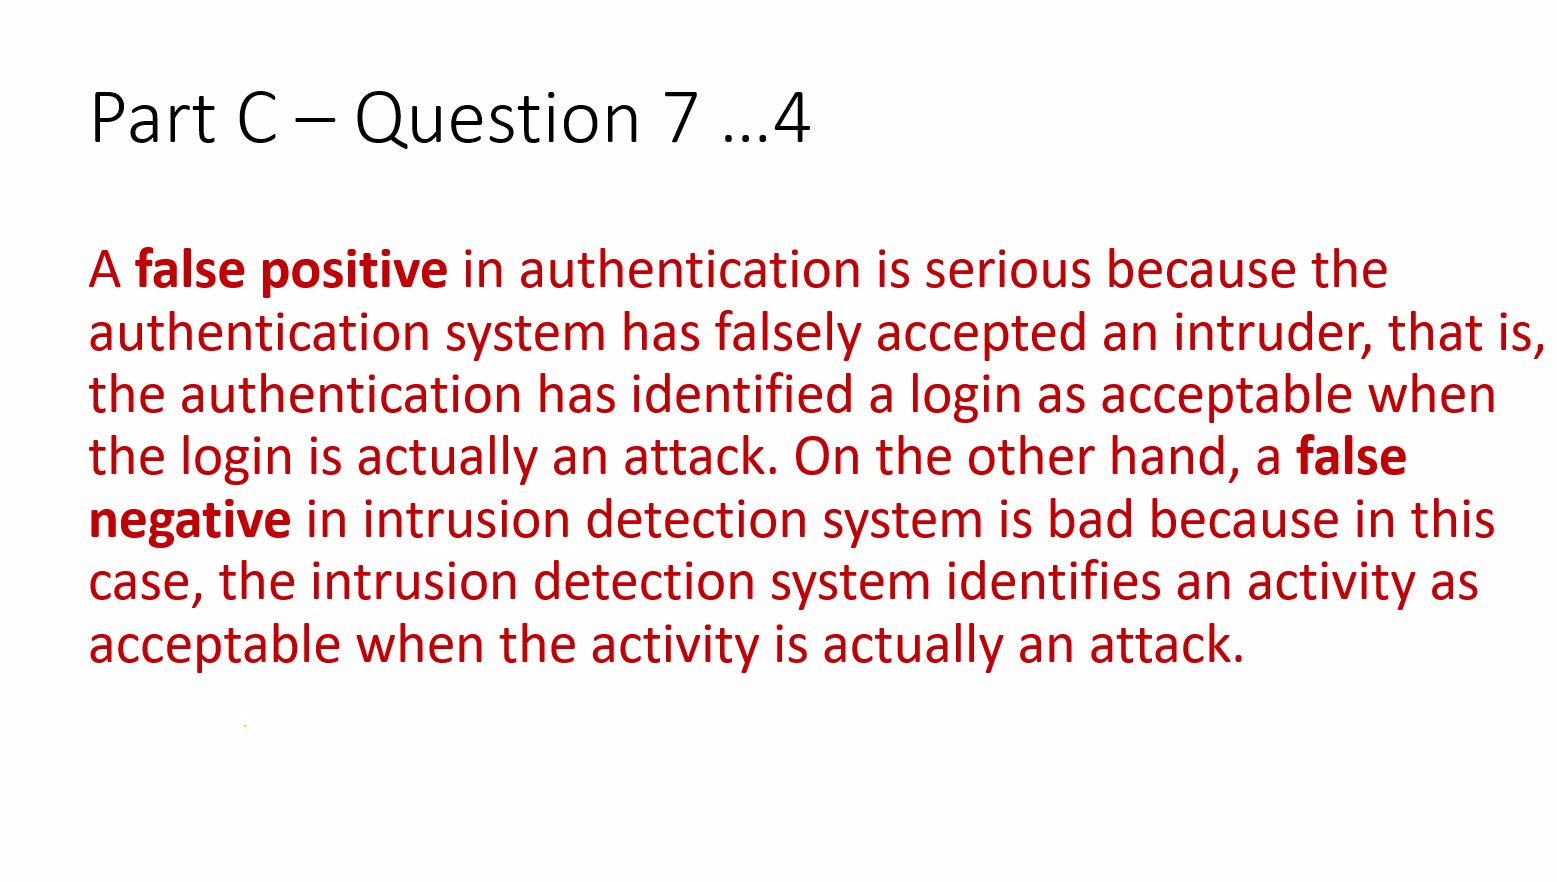 Part C – Question 7 …4
A false positive in authentication is serious because the
authentication system has falsely accepted an intruder, that is,
the authentication has identified a login as acceptable when
the login is actually an attack. On the other hand, a false
negative in intrusion detection system is bad because in this
case, the intrusion detection system identifies an activity as
acceptable when the activity is actually an attack.